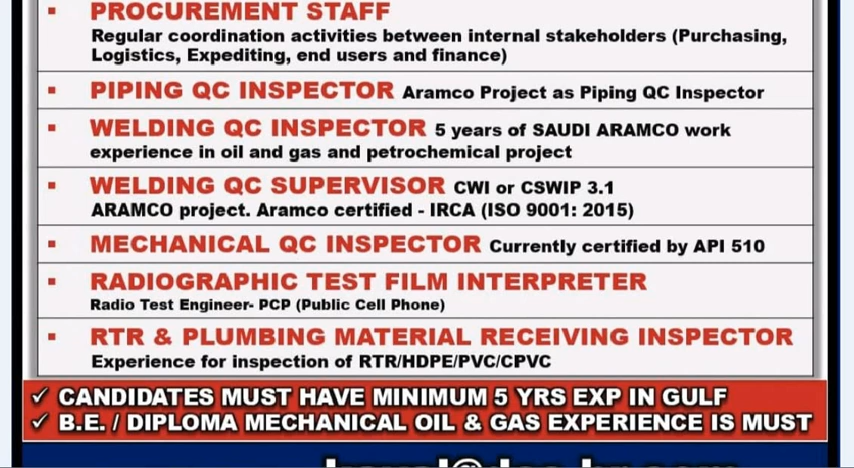 ▪ PROCUREMENT STAFF
Regular coordination activities between internal stakeholders (Purchasing,
Logistics, Expediting, end users and finance)
▪ PIPING QC INSPECTOR Aramco Project as Piping QC Inspector
▪ WELDING QC INSPECTOR 5 years of SAUDI ARAMCO work
experience in oil and gas and petrochemical project
▪ WELDING QC SUPERVISOR CWI or CSWIP 3.1
ARAMCO project. Aramco certified - IRCA (ISO 9001: 2015)
▪ MECHANICAL QC INSPECTOR Currently certified by API 510
▪ RADIOGRAPHIC TEST FILM INTERPRETER
Radio Test Engineer- PCP (Public Cell Phone)
▪ RTR & PLUMBING MATERIAL RECEIVING INSPECTOR
Experience for inspection of RTR/HDPE/PVC/CPVC
✓ CANDIDATES MUST HAVE MINIMUM 5 YRS EXP IN GULF
✓ B.E. / DIPLOMA MECHANICAL OIL & GAS EXPERIENCE IS MUST